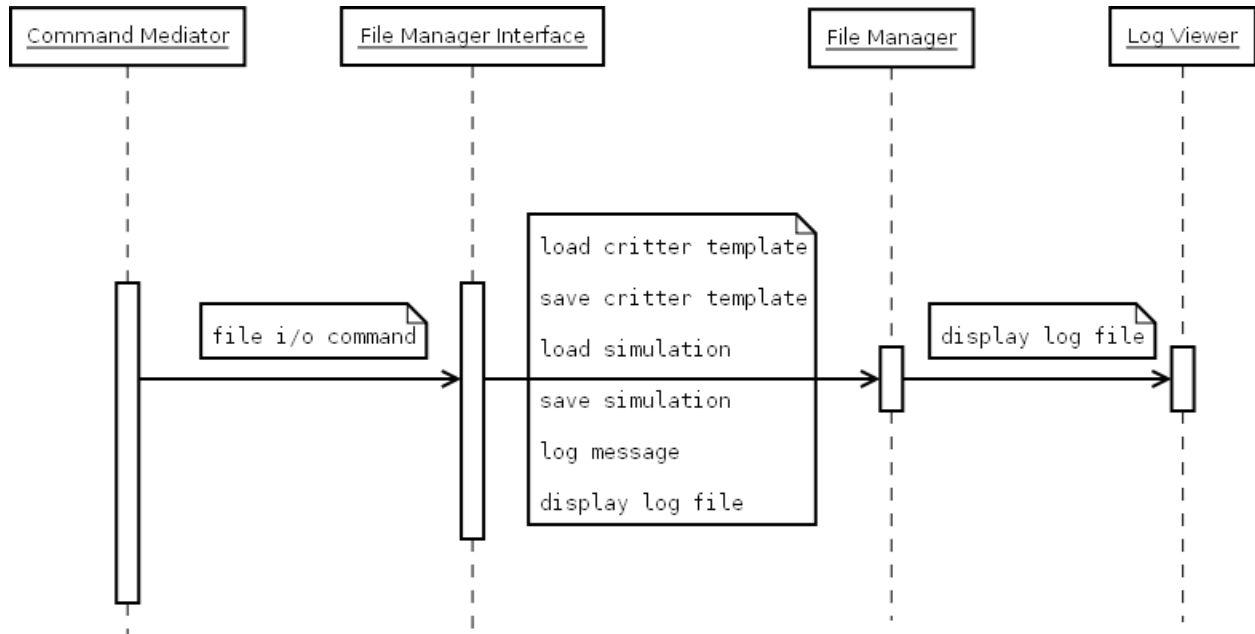 Command Mediator
File Manager Interface
File Manager
Log Viewer
load critter template
save critter template
load simulation
save simulation
log message
display log file
file i/o command
display log file